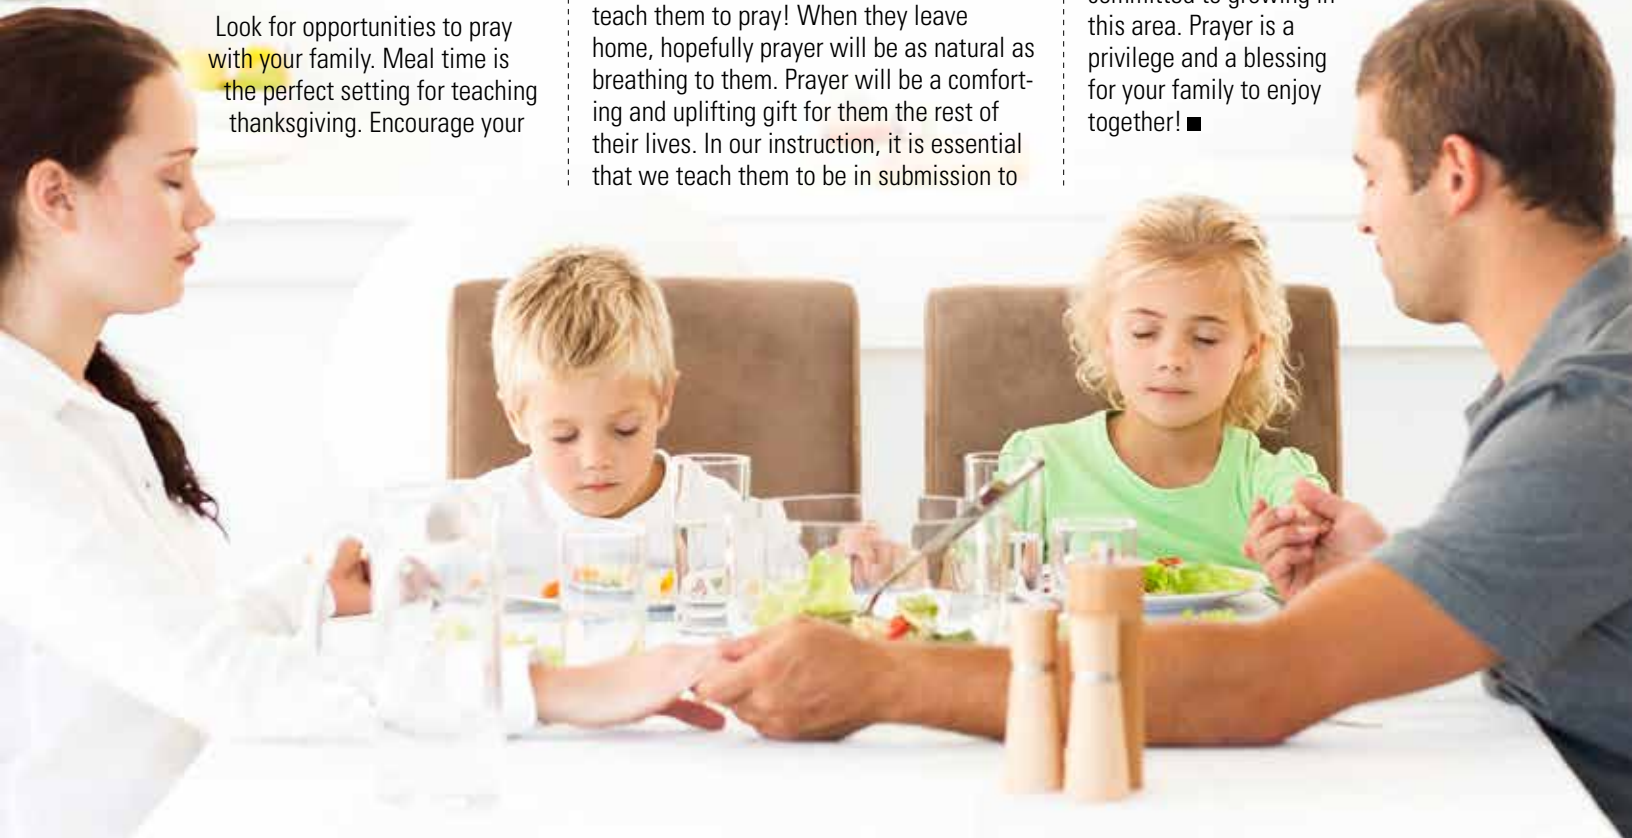 Look for opportunities to pray
with your family. Meal time is
the perfect setting for teaching
thanksgiving. Encourage your
teach them to pray! When they leave
home, hopefully prayer will be as natural as
breathing to them. Prayer will be a comfort-
ing and uplifting gift for them the rest of
their lives. In our instruction, it is essential
that we teach them to be in submission to
committed to growing in
this area. Prayer is a
privilege and a blessing
for your family to enjoy
together! ■